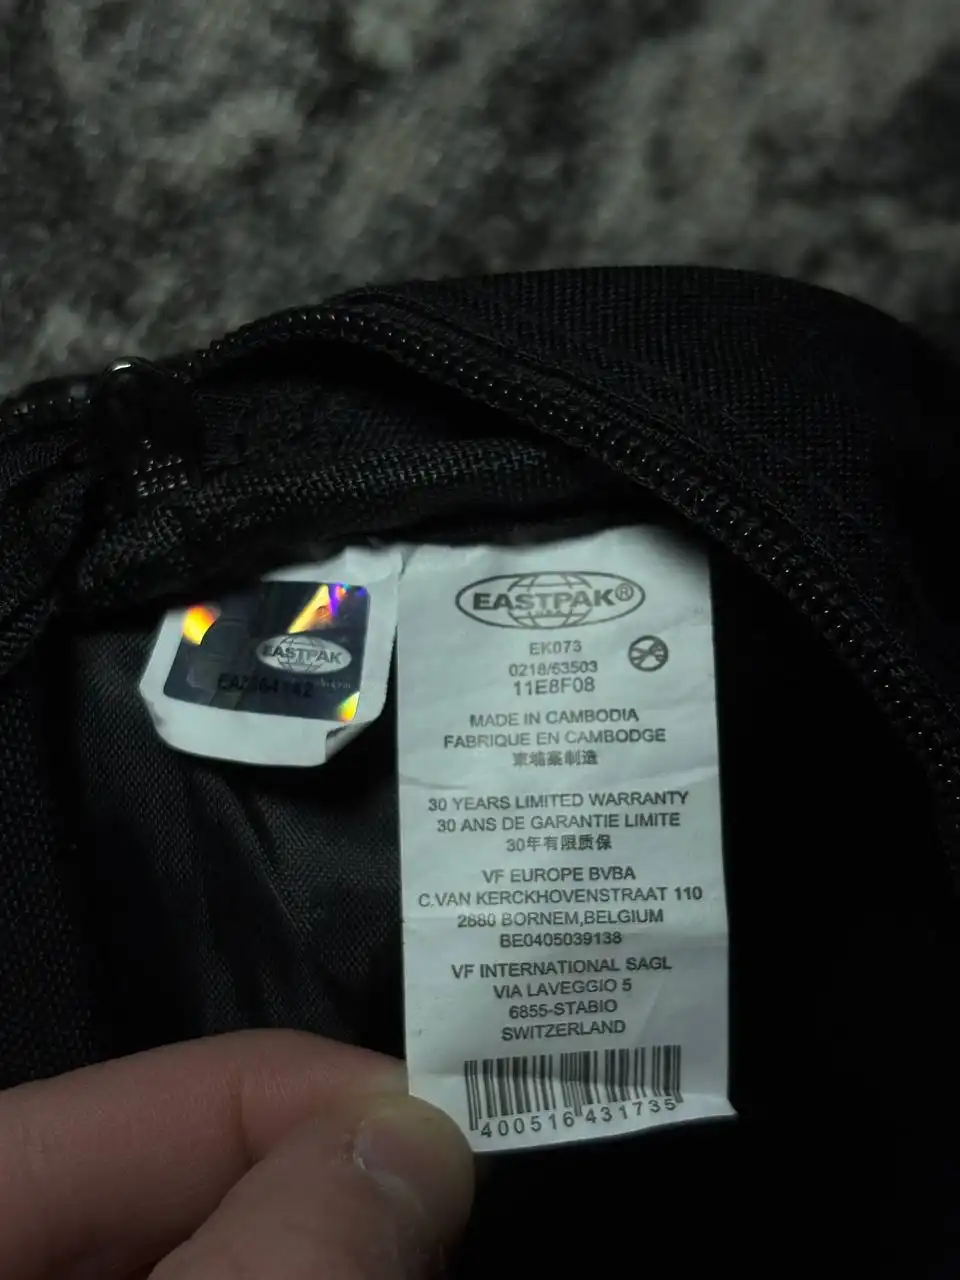 EASTPAK®
EK073
0218/63503
11E8F08
MADE IN CAMBODIA
FABRIQUE EN CAMBODGE
柬埔寨制造
30 YEARS LIMITED WARRANTY
30 ANS DE GARANTIE LIMITE
30年有限质保
VF EUROPE BVBA
C.VAN KERCKHOVENSTRAAT 110
2880 BORNEM,BELGIUM
BE0405039138
VF INTERNATIONAL SAGL
VIA LAVEGGIO 5
6855-STABIO
SWITZERLAND
400516431735
EASTPAK